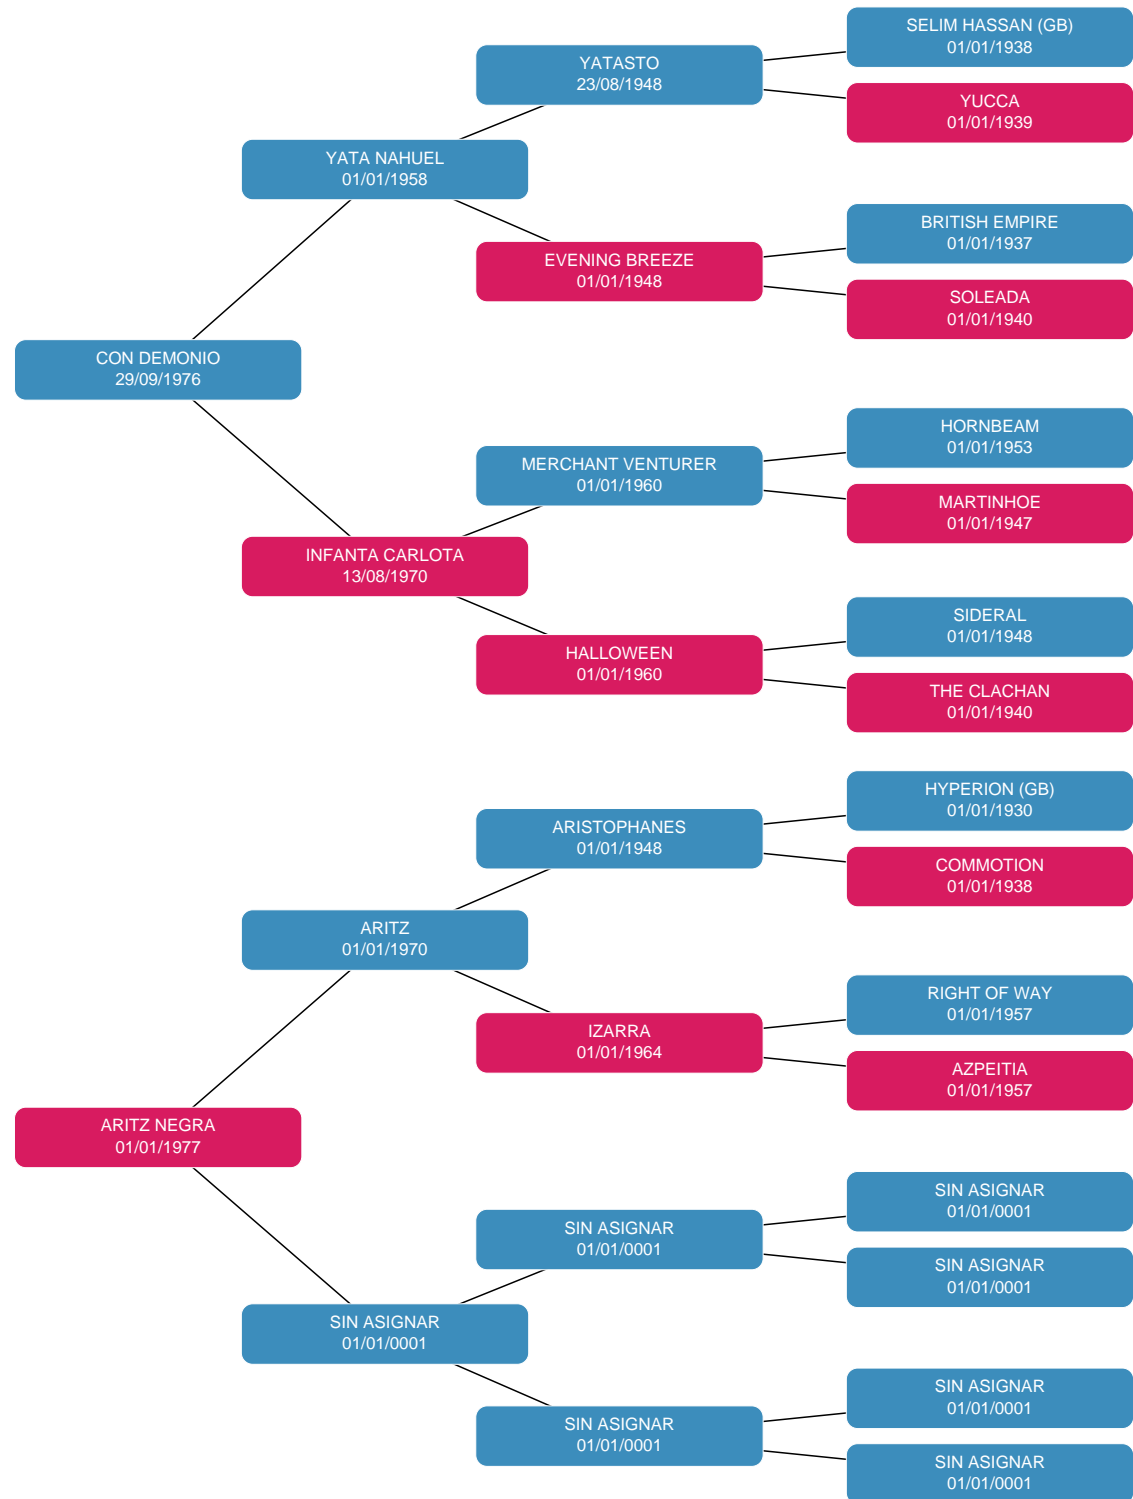 SELIM HASSAN (GB)
01/01/1938
YATASTO
23/08/1948
YUCCA
01/01/1939
YATA NAHUEL
01/01/1958
BRITISH EMPIRE
01/01/1937
EVENING BREEZE
01/01/1948
SOLEADA
01/01/1940
CON DEMONIO
29/09/1976
HORNBEAM
01/01/1953
MERCHANT VENTURER
01/01/1960
MARTINHOE
01/01/1947
INFANTA CARLOTA
13/08/1970
SIDERAL
01/01/1948
HALLOWEEN
01/01/1960
THE CLACHAN
01/01/1940
HYPERION (GB)
01/01/1930
ARISTOPHANES
01/01/1948
COMMOTION
01/01/1938
ARITZ
01/01/1970
RIGHT OF WAY
01/01/1957
IZARRA
01/01/1964
AZPEITIA
01/01/1957
ARITZ NEGRA
01/01/1977
SIN ASIGNAR
01/01/0001
SIN ASIGNAR
01/01/0001
SIN ASIGNAR
01/01/0001
SIN ASIGNAR
01/01/0001
SIN ASIGNAR
01/01/0001
SIN ASIGNAR
01/01/0001
SIN ASIGNAR
01/01/0001